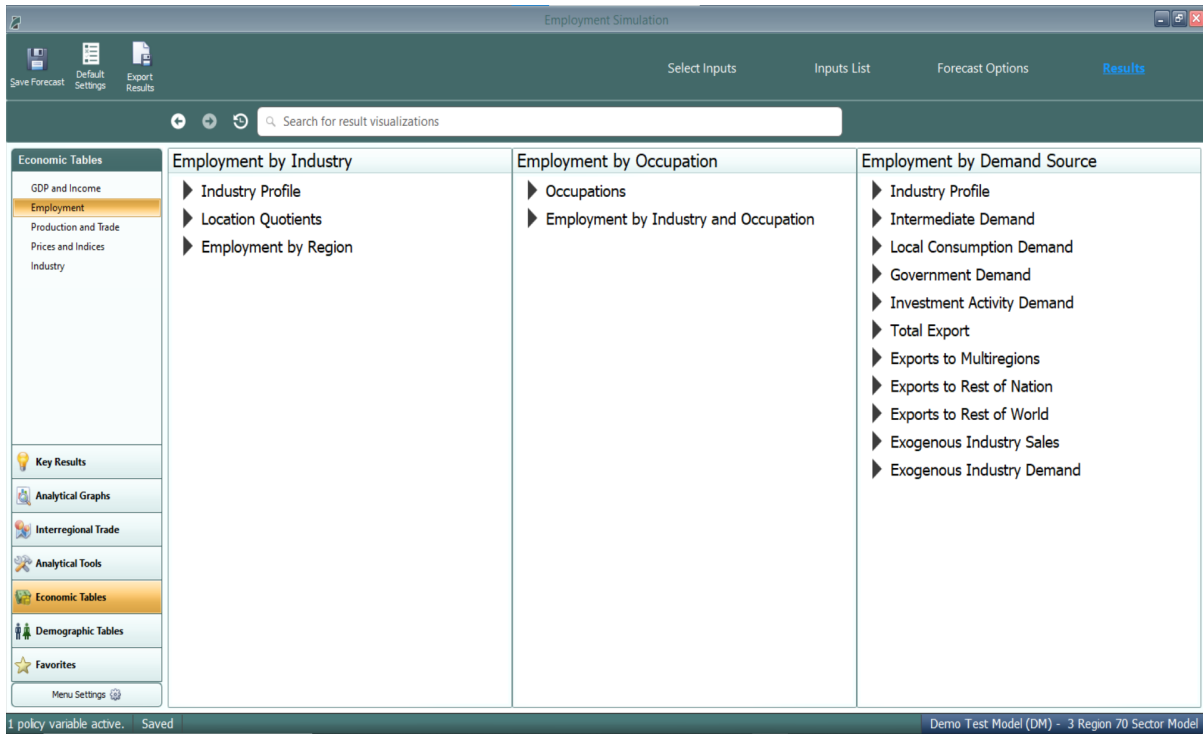 Employment Simulation
Save Forecast
Default
Settings
Export
Results
Select Inputs
Inputs List
Forecast Options
Results
Search for result visualizations
Economic Tables
GDP and Income
Employment
Production and Trade
Prices and Indices
Industry
Key Results
Analytical Graphs
Interregional Trade
Analytical Tools
Economic Tables
Demographic Tables
Favorites
Menu Settings
Employment by Industry
Industry Profile
Location Quotients
Employment by Region
Employment by Occupation
Occupations
Employment by Industry and Occupation
Employment by Demand Source
Industry Profile
Intermediate Demand
Local Consumption Demand
Government Demand
Investment Activity Demand
Total Export
Exports to Multiregions
Exports to Rest of Nation
Exports to Rest of World
Exogenous Industry Sales
Exogenous Industry Demand
1 policy variable active. Saved
Demo Test Model (DM) - 3 Region 70 Sector Model